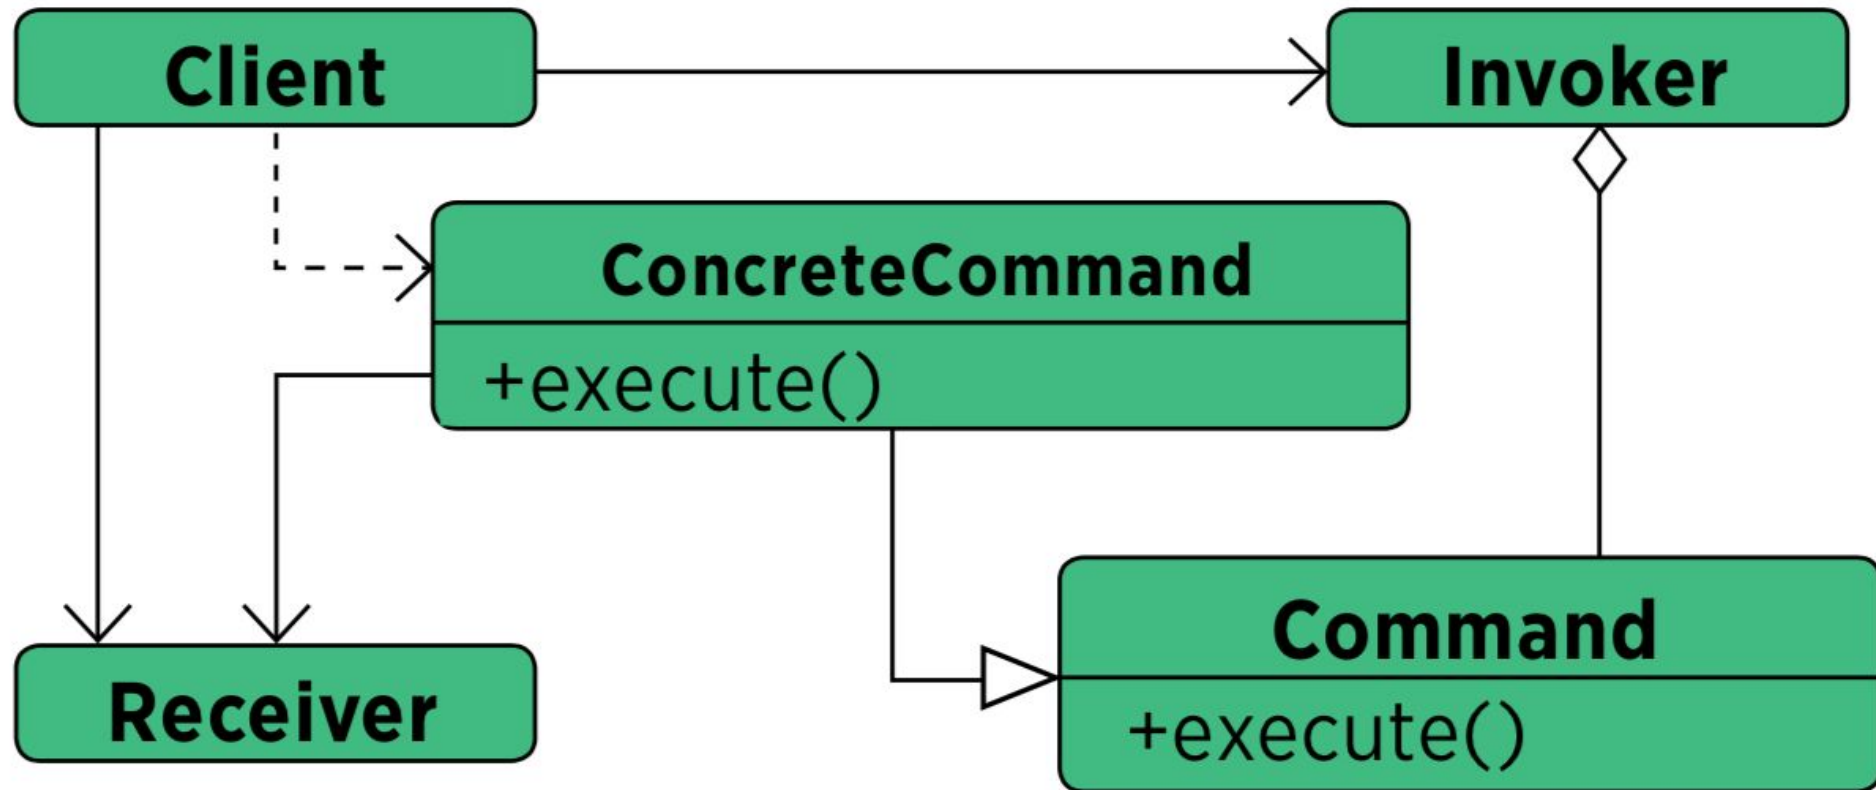 Client
Invoker
ConcreteCommand
+execute()
Receiver
Command
+execute()